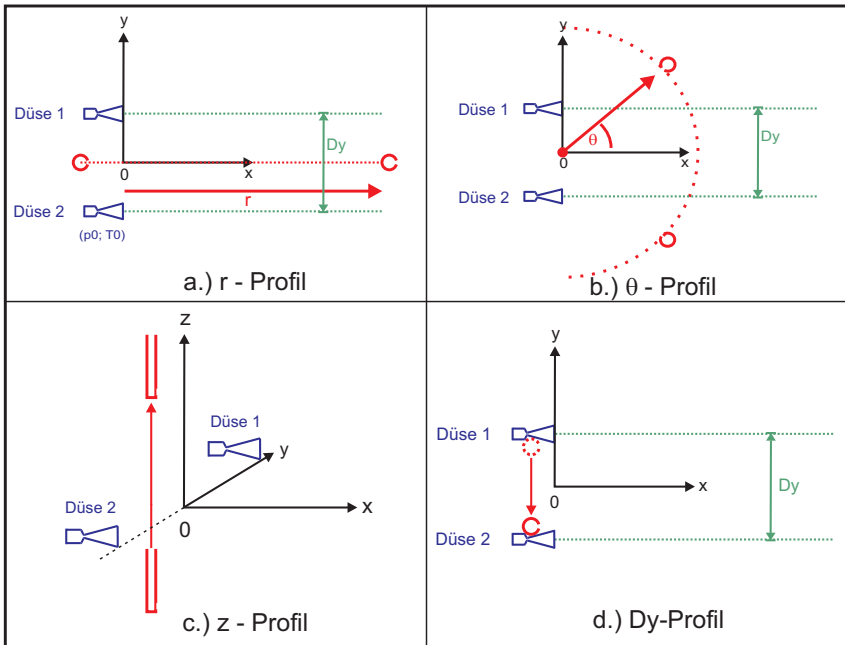 y
Düse 1
Dy
0
x
r
Düse 2
(p0; T0)
a.) r - Profil
y
Düse 1
Dy
θ
0
x
Düse 2
b.) θ - Profil
z
Düse 1
y
x
Düse 2
0
c.) z - Profil
y
Düse 1
Dy
x
0
Düse 2
d.) Dy-Profil